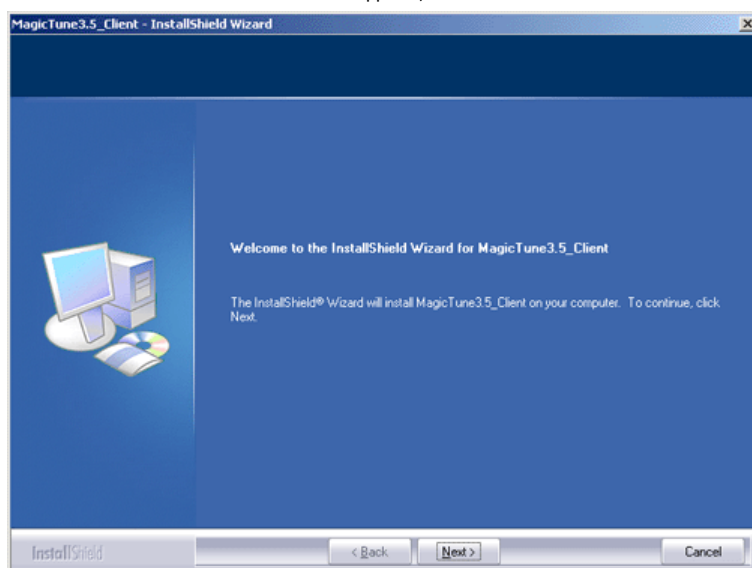 MagicTune3.5_Client - InstallShield Wizard
Welcome to the InstallShield Wizard for MagicTune3.5_Client
The InstallShield® Wizard will install MagicTune3.5_Client on your computer. To continue, click
Next.
InstallShield
< Back
Next >
Cancel